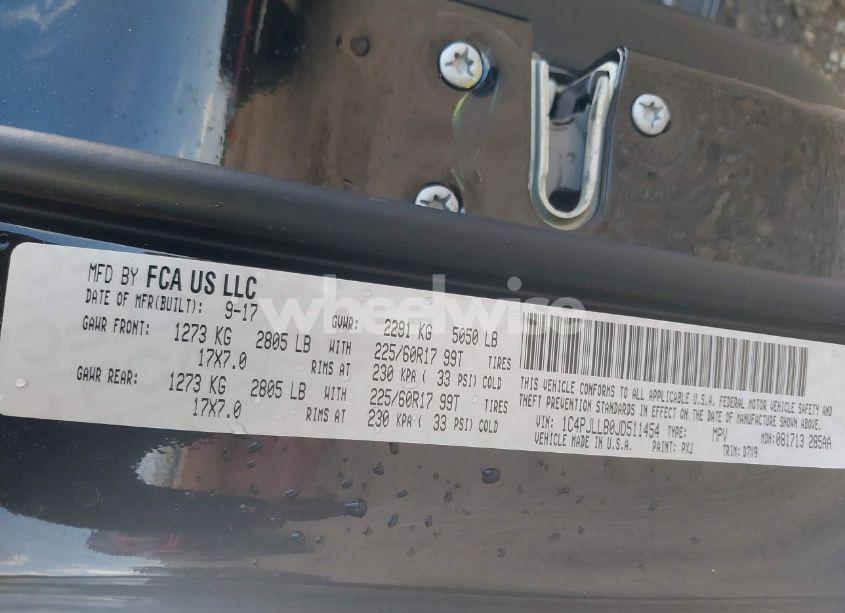 MFD BY FCA US LLC
DATE OF MFR(BUILT): 9-17
GVWR: 2291 KG 5050 LB
GAWR FRONT: 1273 KG 2805 LB WITH 225/60R17 99T TIRES
17X7.0 RIMS AT 230 KPA ( 33 PSI) COLD
GAWR REAR: 1273 KG 2805 LB WITH 225/60R17 99T TIRES
17X7.0 RIMS AT 230 KPA ( 33 PSI) COLD
THIS VEHICLE CONFORMS TO ALL APPLICABLE U.S.A. FEDERAL MOTOR VEHICLE SAFETY AND
THEFT PREVENTION STANDARDS IN EFFECT ON THE DATE OF MANUFACTURE SHOWN ABOVE.
VIN: 1C4PJLLB0JD511454 TYPE: MPV MDH: 081713 285AA
VEHICLE MADE IN U.S.A. PAINT: PXJ TRIM: D7X9
wheelwise